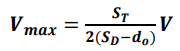 V_max = S_T / 2(S_D−d_o) V